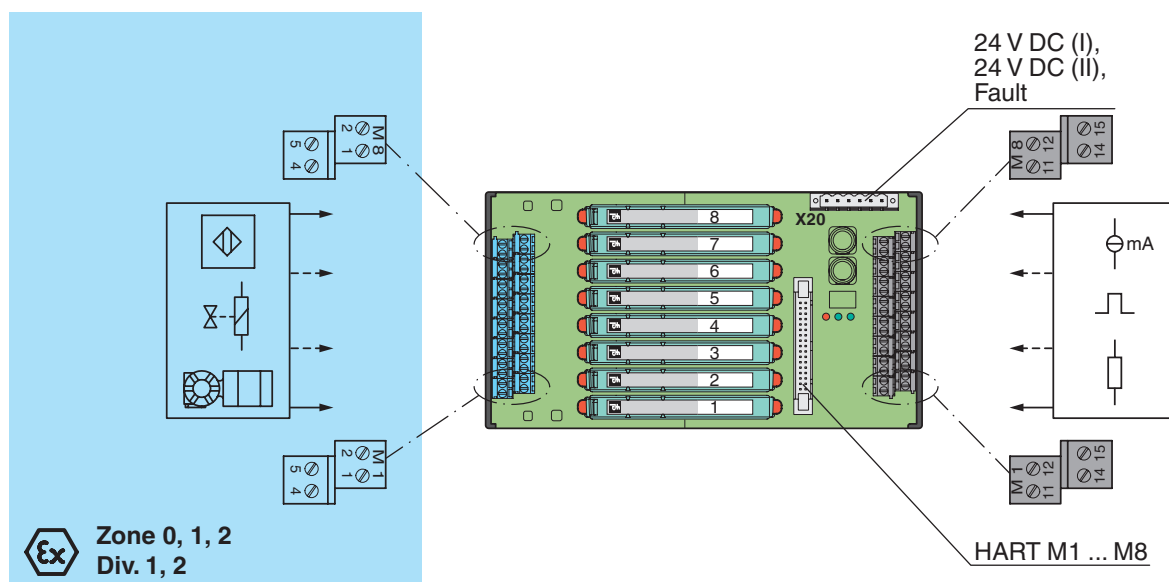 24 V DC (I),
24 V DC (II),
Fault
5 4
2 1 M 8
M 8 11 12
14 15
X20
8
7
6
5
4
3
2
1
mA
5 4
2 1 M 1
M 1 11 12
14 15
Ex
Zone 0, 1, 2
Div. 1, 2
HART M1 ... M8